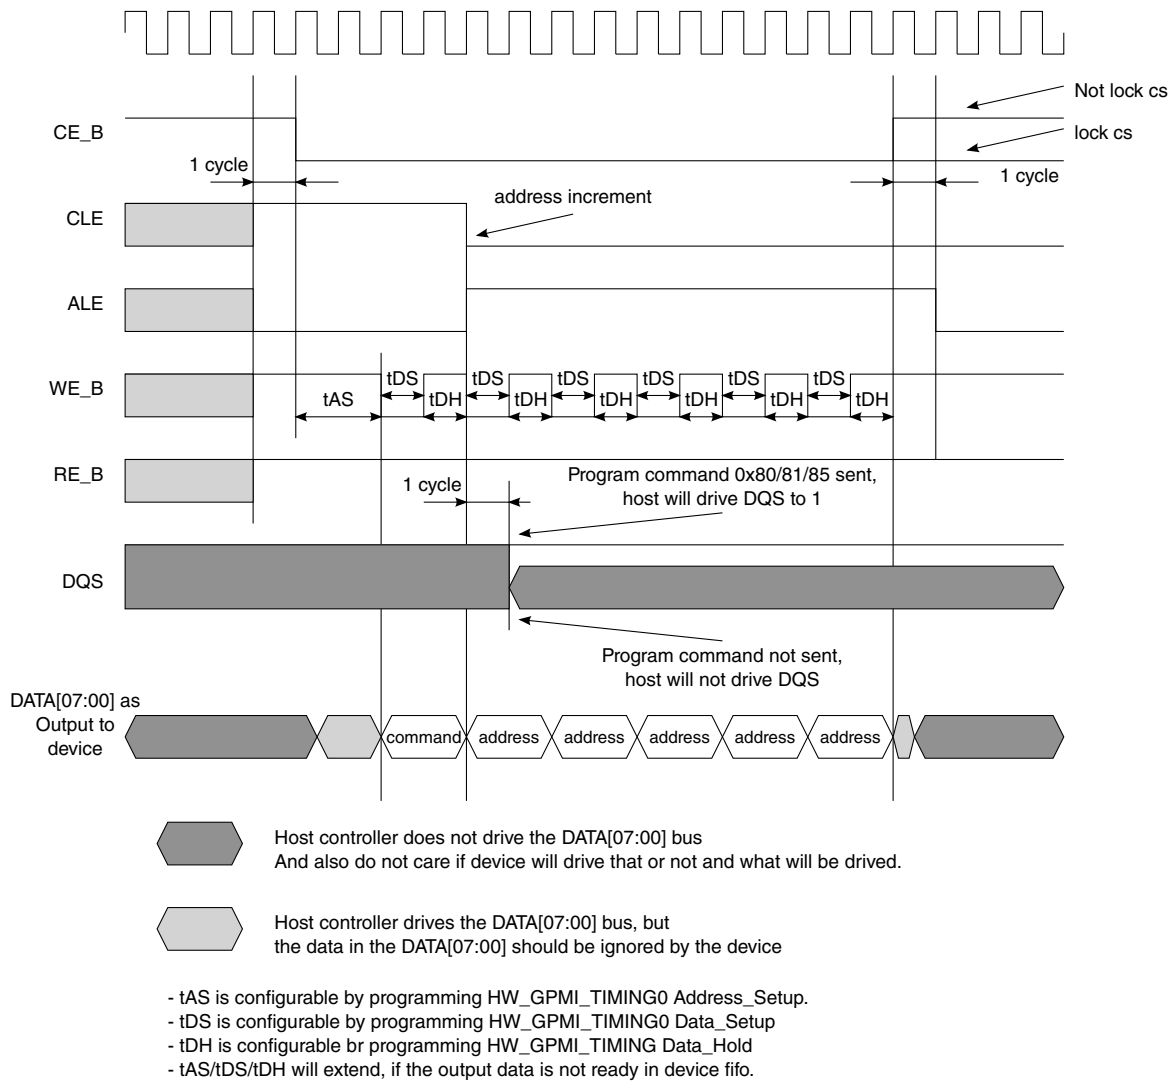 Not lock cs
CE_B
lock cs
1 cycle
1 cycle
address increment
CLE
ALE
WE_B
tDS tDS tDS tDS tDS tDS
tAS tDH tDH tDH tDH tDH tDH
RE_B
1 cycle
Program command 0x80/81/85 sent,
host will drive DQS to 1
DQS
Program command not sent,
host will not drive DQS
DATA[07:00] as
Output to
device
command address address address address address
Host controller does not drive the DATA[07:00] bus
And also do not care if device will drive that or not and what will be drived.
Host controller drives the DATA[07:00] bus, but
the data in the DATA[07:00] should be ignored by the device
- tAS is configurable by programming HW_GPMI_TIMING0 Address_Setup.
- tDS is configurable by programming HW_GPMI_TIMING0 Data_Setup
- tDH is configurable br programming HW_GPMI_TIMING Data_Hold
- tAS/tDS/tDH will extend, if the output data is not ready in device fifo.